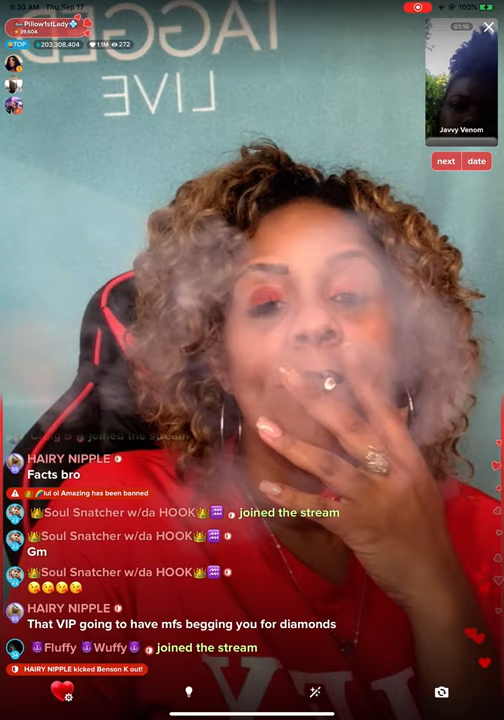 9:30 AM Thu Sep 17
100%
Pillow1stLady
39,604
TOP 203,308,404 1.1M 272
TAGGED
LIVE
01:15
Javvy Venom
next date
joined the stream
HAIRY NIPPLE
Facts bro
lul ol Amazing has been banned
Soul Snatcher w/da HOOK joined the stream
Soul Snatcher w/da HOOK
Gm
Soul Snatcher w/da HOOK
😘😘😘😘
HAIRY NIPPLE
That VIP going to have mfs begging you for diamonds
😈Fluffy 😈Wuffy😈 joined the stream
HAIRY NIPPLE kicked Benson K out!